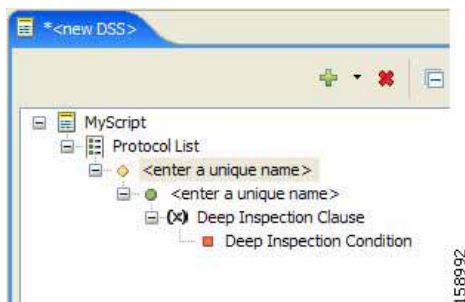 *<new DSS>
MyScript
Protocol List
<enter a unique name>
<enter a unique name>
(x) Deep Inspection Clause
Deep Inspection Condition
158992